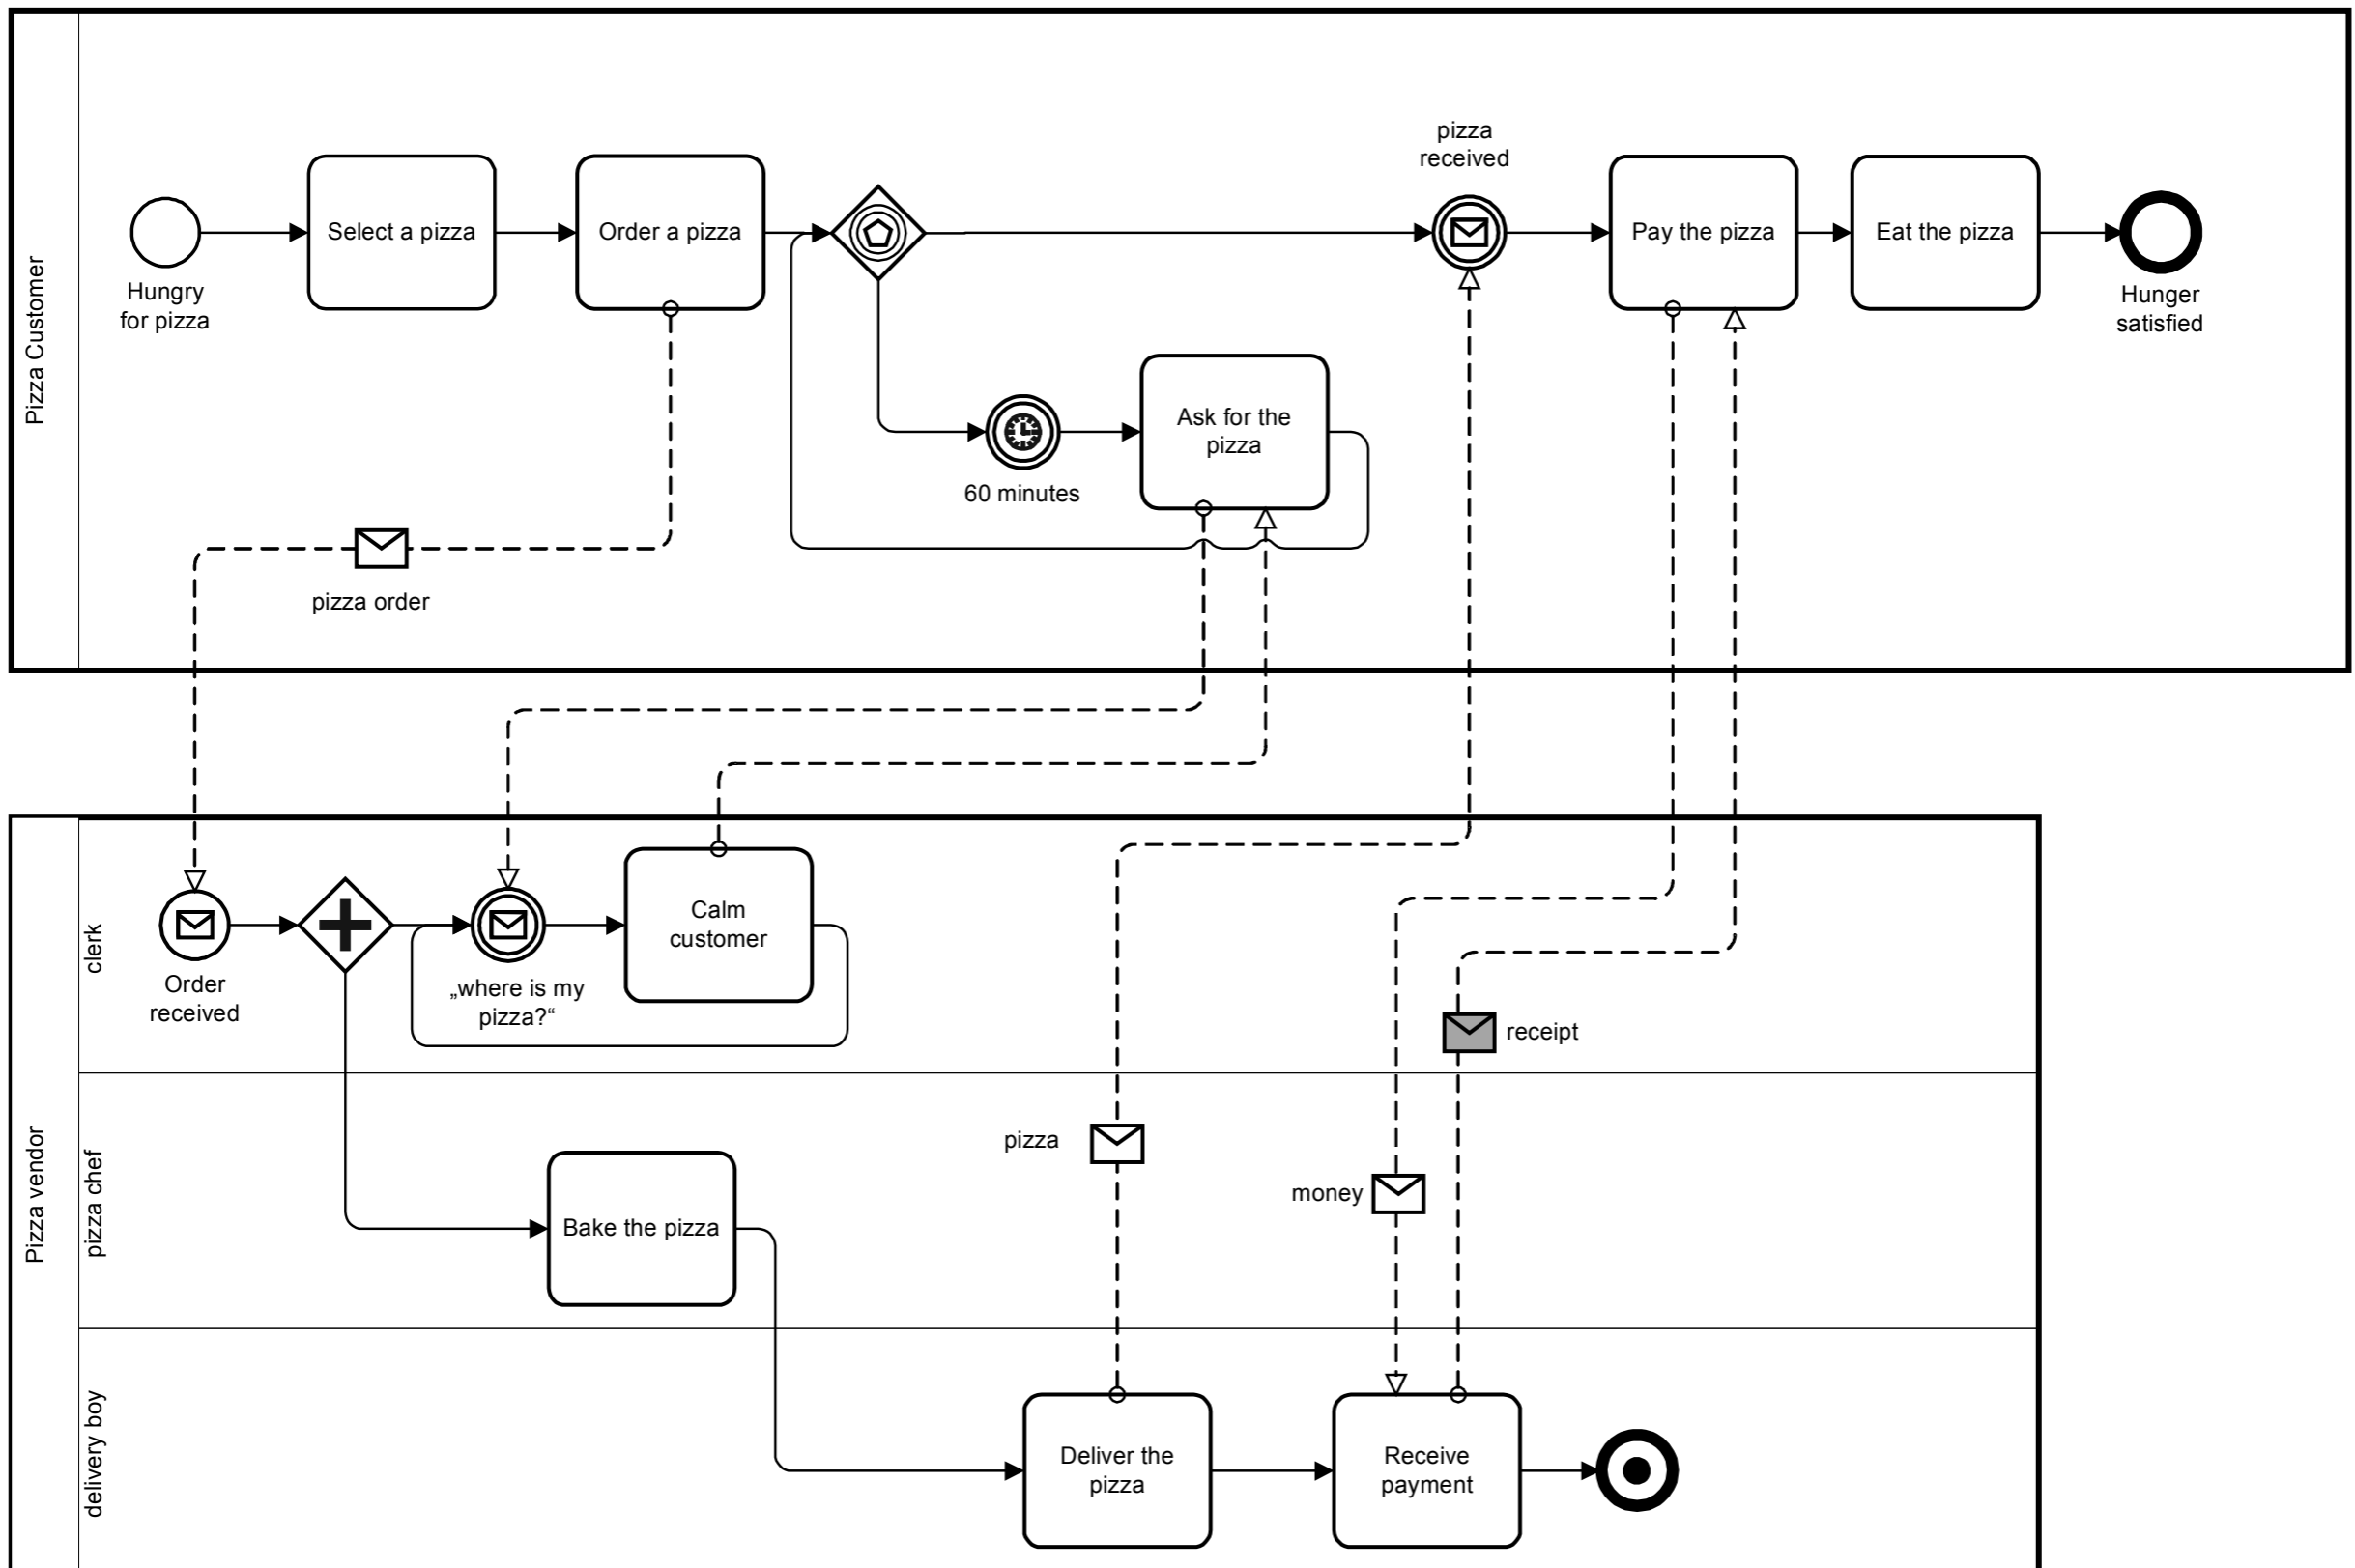 Pizza Customer
Hungry
for pizza
Select a pizza
Order a pizza
pizza
received
Pay the pizza
Eat the pizza
Hunger
satisfied
60 minutes
Ask for the
pizza
pizza order
Pizza vendor
clerk
Order
received
„where is my
pizza?“
Calm
customer
receipt
pizza chef
Bake the pizza
pizza
money
delivery boy
Deliver the
pizza
Receive
payment